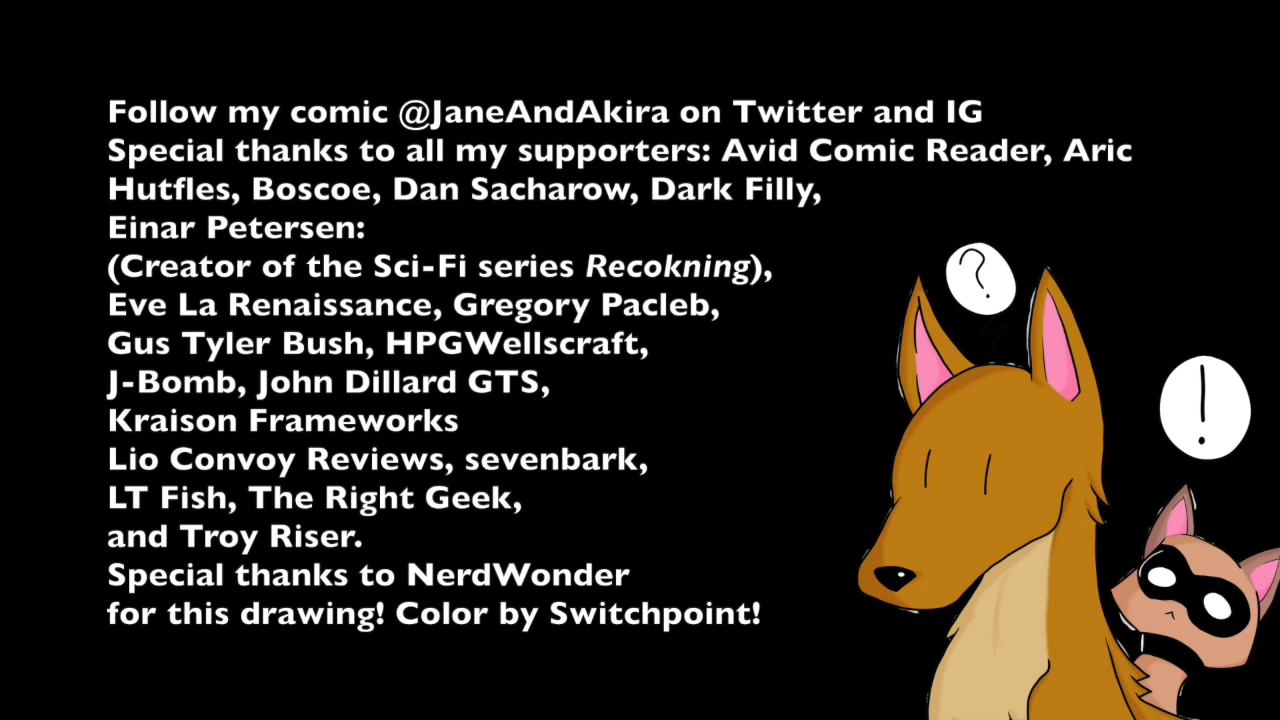 Follow my comic @JaneAndAkira on Twitter and IG
Special thanks to all my supporters: Avid Comic Reader, Aric
Hutfles, Boscoe, Dan Sacharow, Dark Filly,
Einar Petersen:
(Creator of the Sci-Fi series Recokning),
Eve La Renaissance, Gregory Pacleb,
Gus Tyler Bush, HPGWellscraft,
J-Bomb, John Dillard GTS,
Kraison Frameworks
Lio Convoy Reviews, sevenbark,
LT Fish, The Right Geek,
and Troy Riser.
Special thanks to NerdWonder
for this drawing! Color by Switchpoint!
?
!